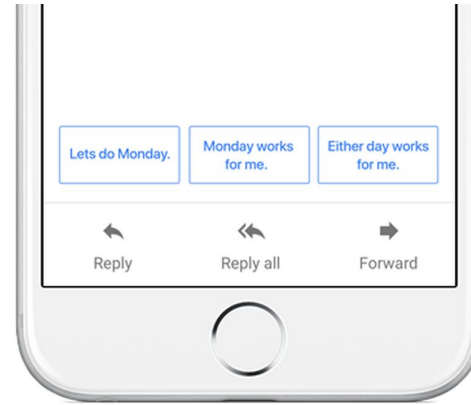 Lets do Monday.
Monday works
for me.
Either day works
for me.
Reply
Reply all
Forward